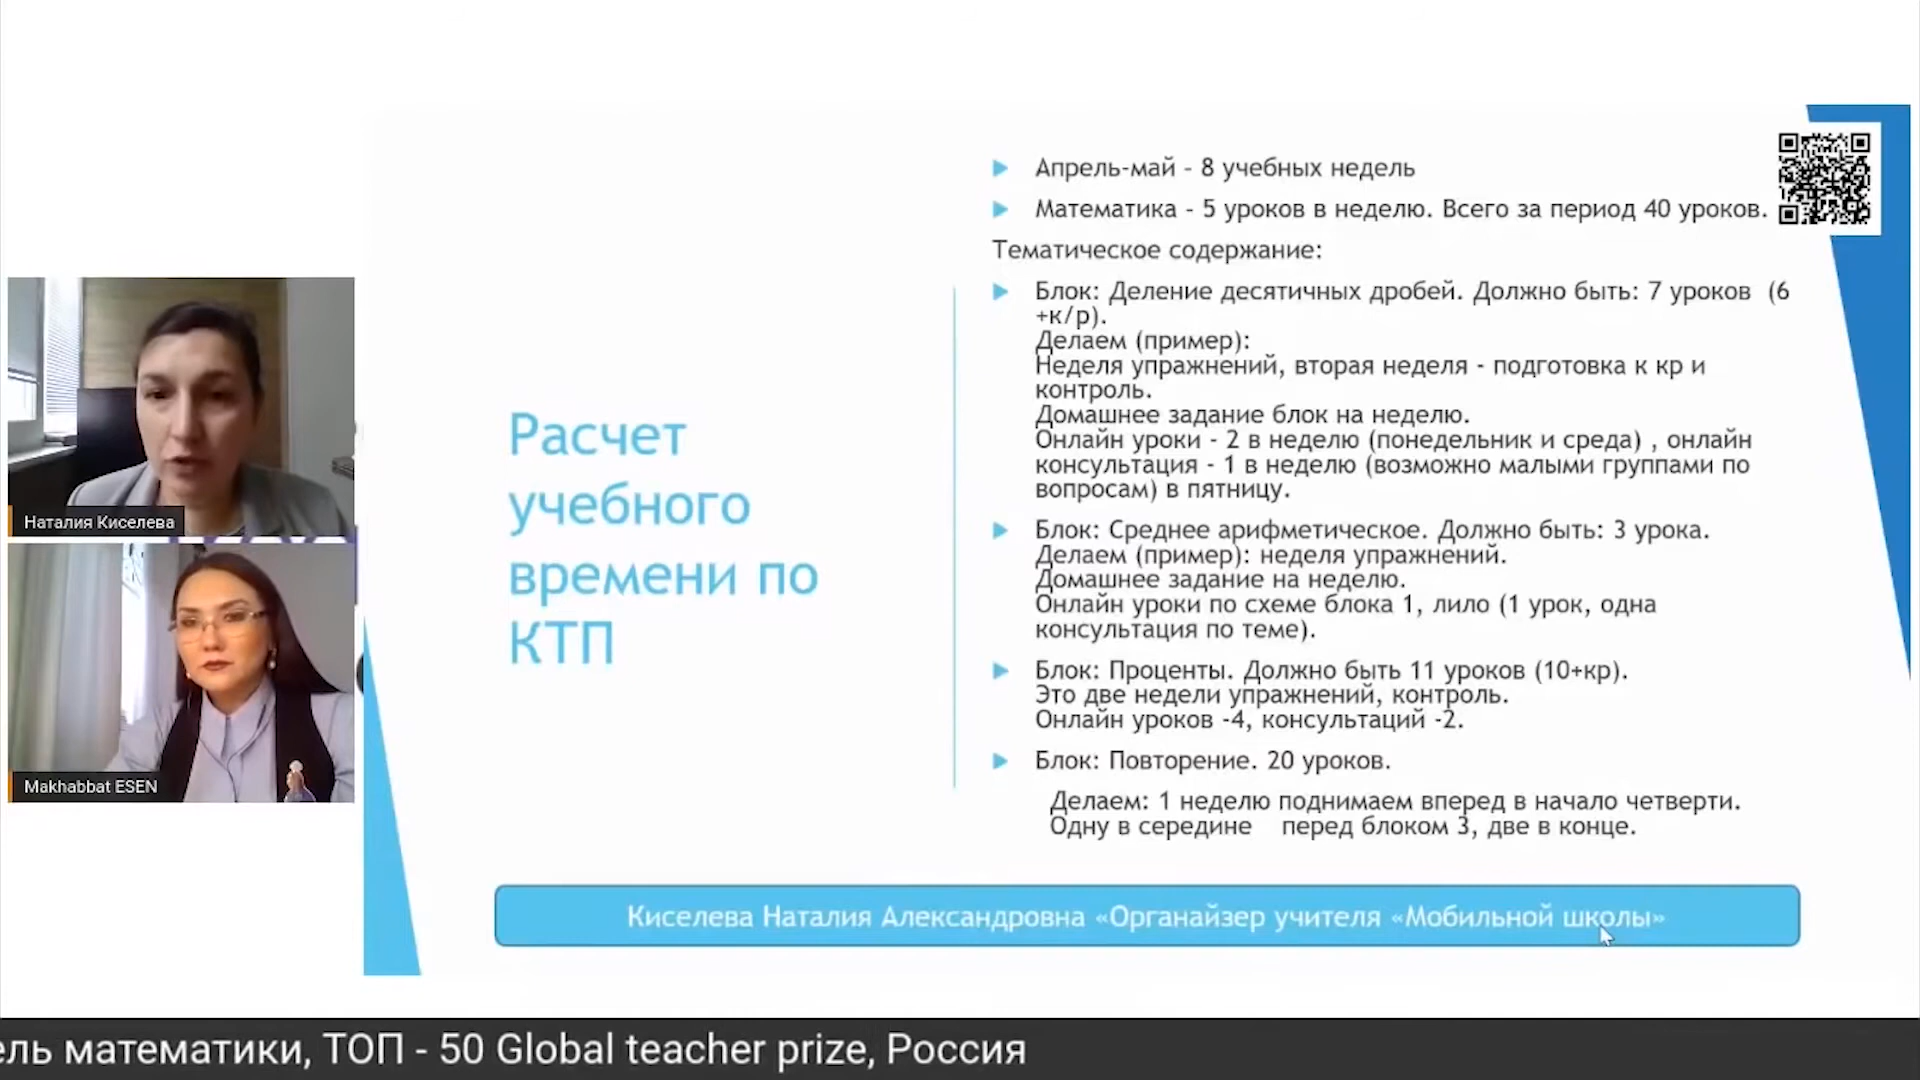 Апрель-май - 8 учебных недель
Математика - 5 уроков в неделю. Всего за период 40 уроков.
Тематическое содержание:
Блок: Деление десятичных дробей. Должно быть: 7 уроков (6
+к/р).
Делаем (пример):
Неделя упражнений, вторая неделя - подготовка к кр и
контроль.
Домашнее задание блок на неделю.
Онлайн уроки - 2 в неделю (понедельник и среда) , онлайн
консультация - 1 в неделю (возможно малыми группами по
вопросам) в пятницу.
Блок: Среднее арифметическое. Должно быть: 3 урока.
Делаем (пример): неделя упражнений.
Домашнее задание на неделю.
Онлайн уроки по схеме блока 1, лило (1 урок, одна
консультация по теме).
Блок: Проценты. Должно быть 11 уроков (10+кр).
Это две недели упражнений, контроль.
Онлайн уроков -4, консультаций -2.
Блок: Повторение. 20 уроков.
Делаем: 1 неделю поднимаем вперед в начало четверти.
Одну в середине перед блоком 3, две в конце.
Расчет
учебного
времени по
КТП
Наталия Киселева
Makhabbat ESEN
Киселева Наталия Александровна «Органайзер учителя «Мобильной школы»
ель математики, ТОП - 50 Global teacher prize, Россия